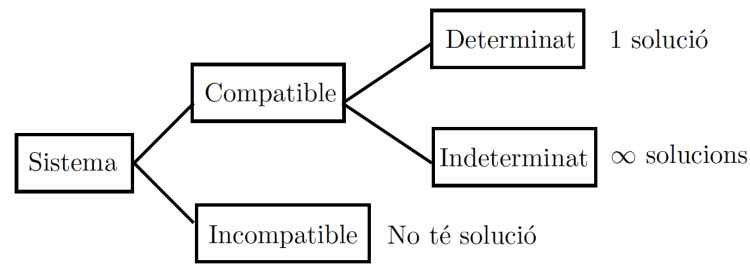 Determinat 1 solució
Compatible
Indeterminat ∞ solucions
Sistema
Incompatible No té solució